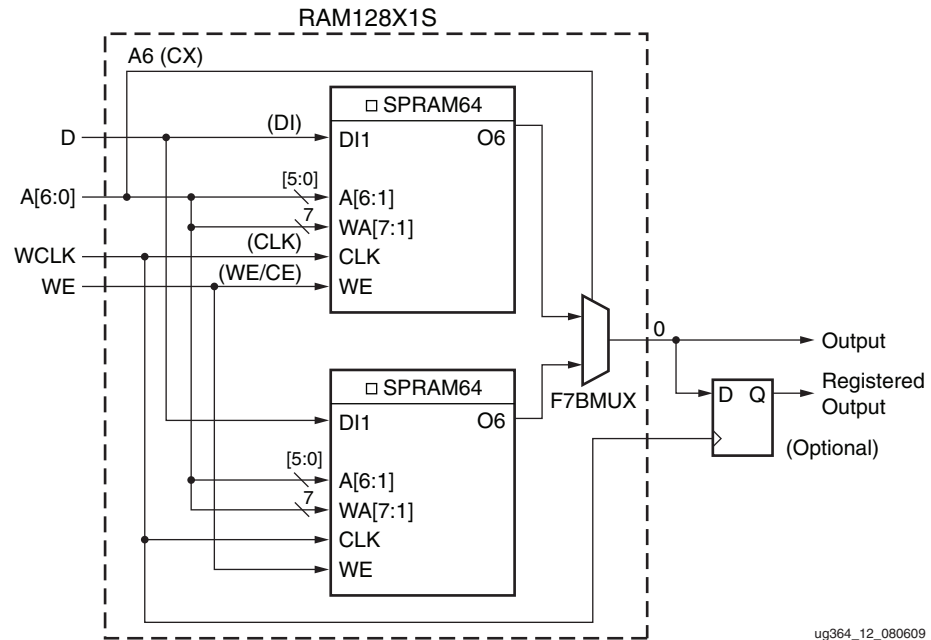 RAM128X1S
A6 (CX)
SPRAM64
D
(DI)
DI1
O6
A[6:0]
[5:0]
A[6:1]
7
WA[7:1]
WCLK
(CLK)
CLK
WE
(WE/CE)
WE
0
Output
SPRAM64
F7BMUX
D Q
Registered
Output
(Optional)
DI1
O6
[5:0]
A[6:1]
7
WA[7:1]
CLK
WE
ug364_12_080609